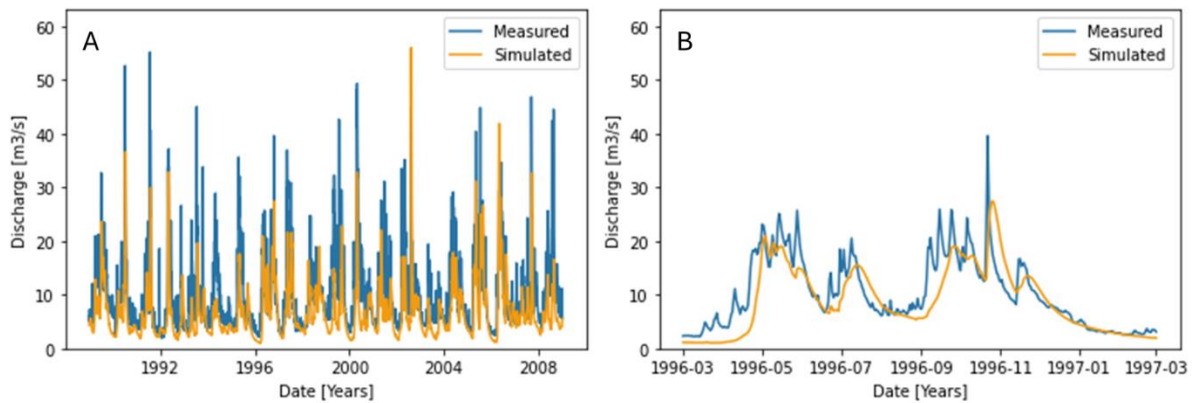 A
Measured
Simulated
60
50
40
30
20
10
0
Discharge [m3/s]
1992 1996 2000 2004 2008
Date [Years]
B
Measured
Simulated
60
50
40
30
20
10
0
Discharge [m3/s]
1996-03 1996-05 1996-07 1996-09 1996-11 1997-01 1997-03
Date [Years]